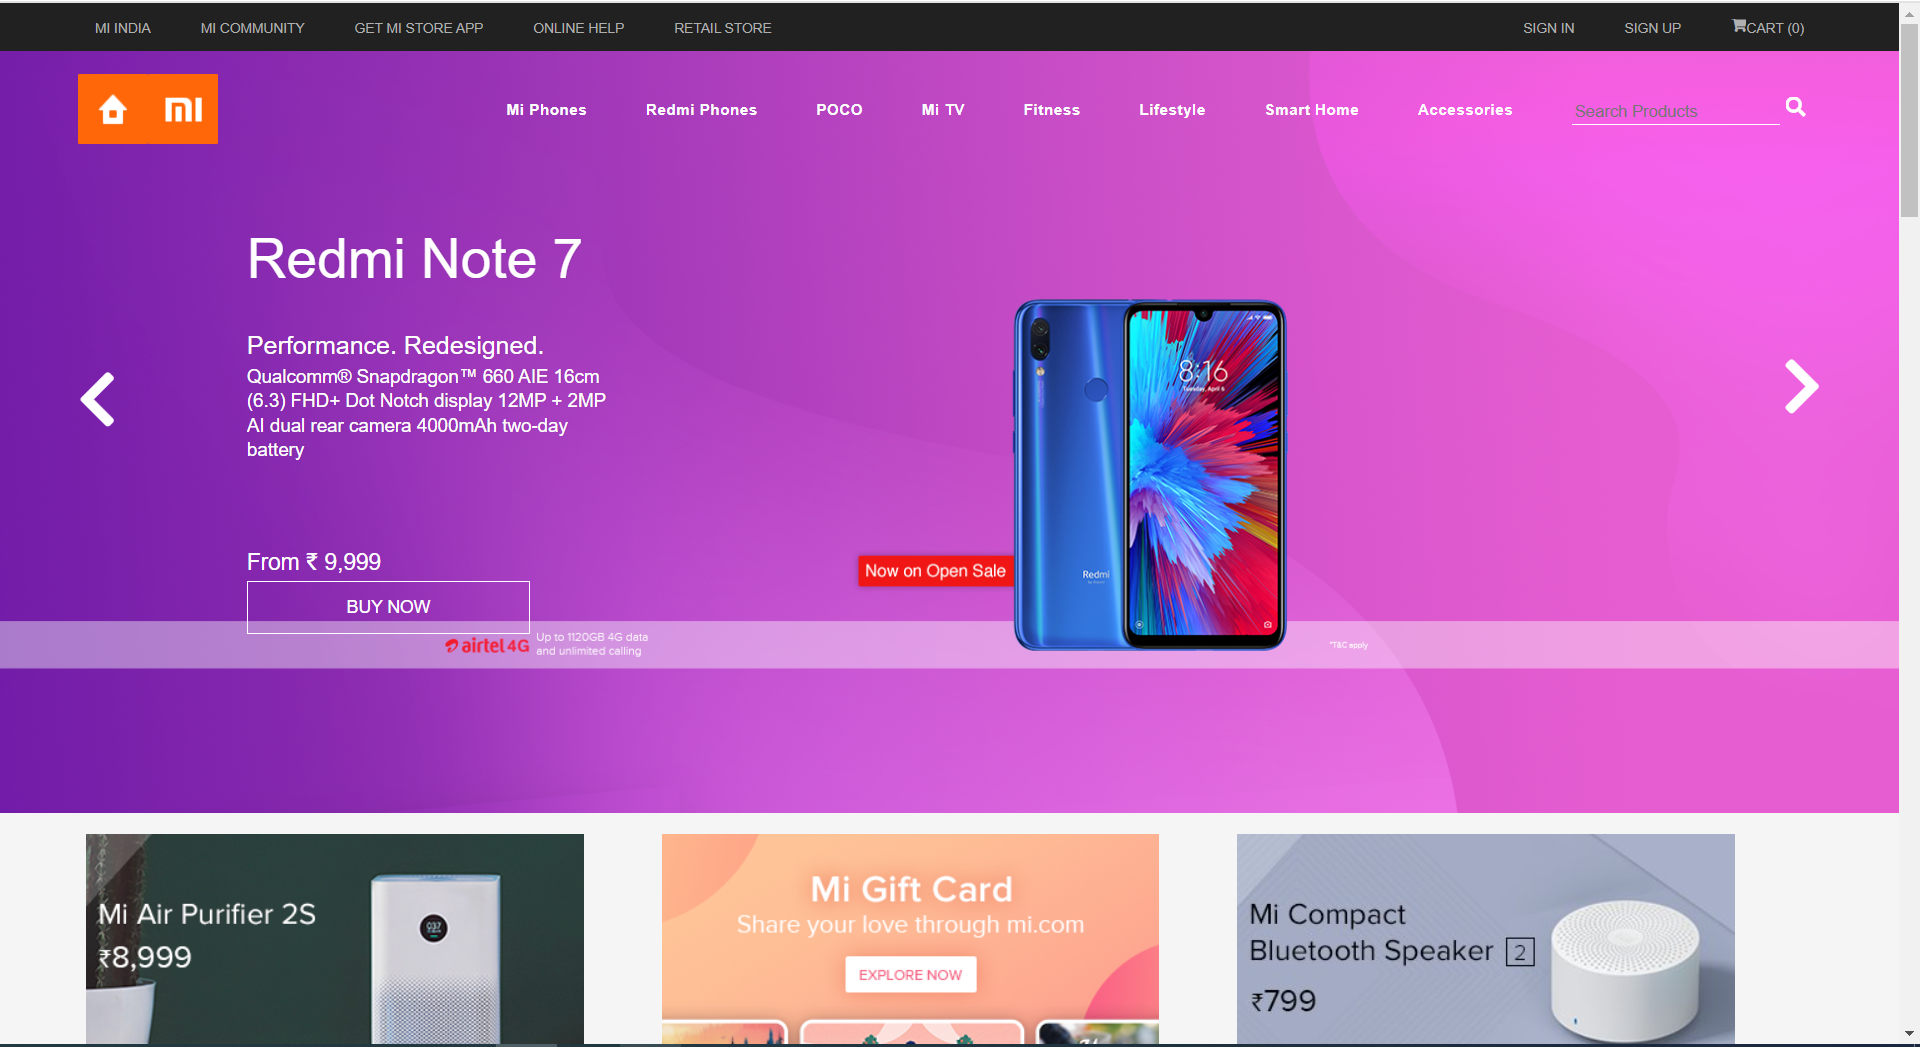 MI INDIA MI COMMUNITY GET MI STORE APP ONLINE HELP RETAIL STORE SIGN IN SIGN UP CART (0)
mi Mi Phones Redmi Phones POCO Mi TV Fitness Lifestyle Smart Home Accessories Search Products
Redmi Note 7
Performance. Redesigned.
Qualcomm® Snapdragon™ 660 AIE 16cm
(6.3) FHD+ Dot Notch display 12MP + 2MP
AI dual rear camera 4000mAh two-day
battery
8:16
Tuesday, April 6
From ₹ 9,999
Now on Open Sale
Redmi
BUY NOW
airtel 4G
Up to 1120GB 4G data
and unlimited calling
*T&C apply
Mi Air Purifier 2S
₹8,999
Mi Gift Card
Share your love through mi.com
EXPLORE NOW
Mi Compact
Bluetooth Speaker 2
₹799